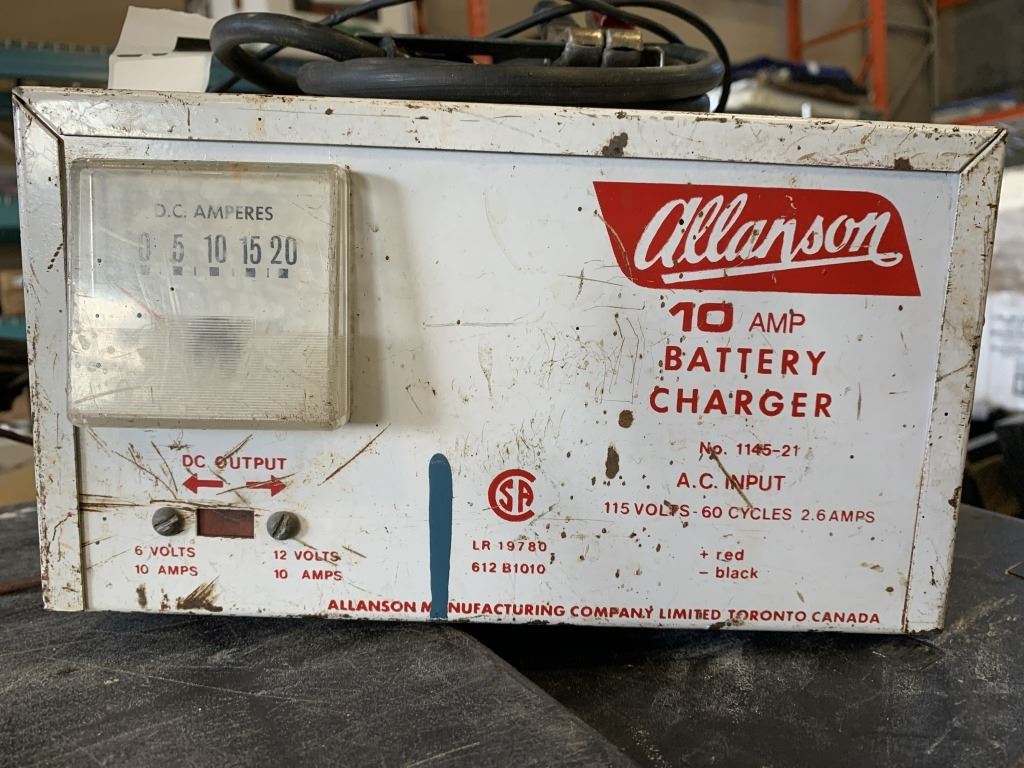 D.C. AMPERES
0 5 10 15 20
Allanson
10 AMP
BATTERY
CHARGER
No. 1145-21
A.C. INPUT
115 VOLTS - 60 CYCLES 2.6 AMPS
DC OUTPUT
6 VOLTS
10 AMPS
12 VOLTS
10 AMPS
CSA
LR 19780
612 B1010
+ red
– black
ALLANSON M NUFACTURING COMPANY LIMITED TORONTO CANADA